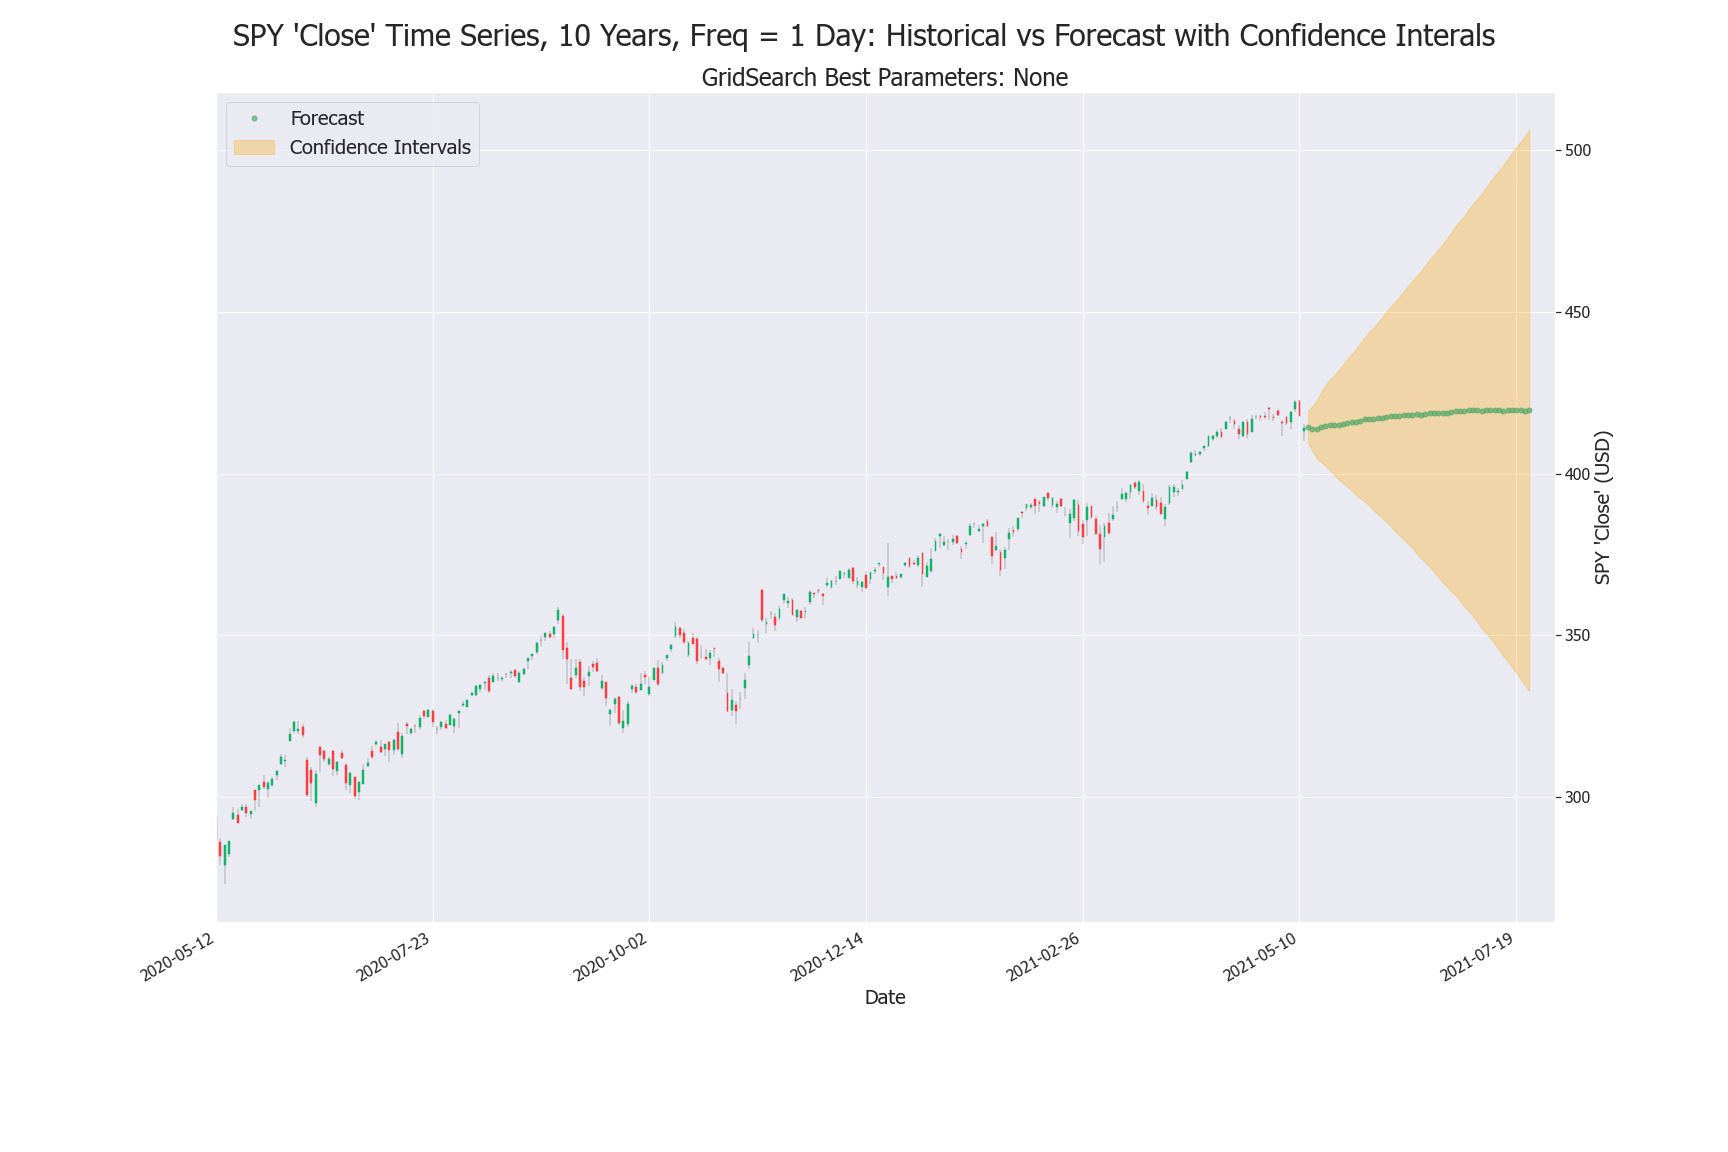 SPY 'Close' Time Series, 10 Years, Freq = 1 Day: Historical vs Forecast with Confidence Interals
GridSearch Best Parameters: None
Forecast
Confidence Intervals
500
450
400
350
300
SPY 'Close' (USD)
2020-05-12
2020-07-23
2020-10-02
2020-12-14
2021-02-26
2021-05-10
2021-07-19
Date